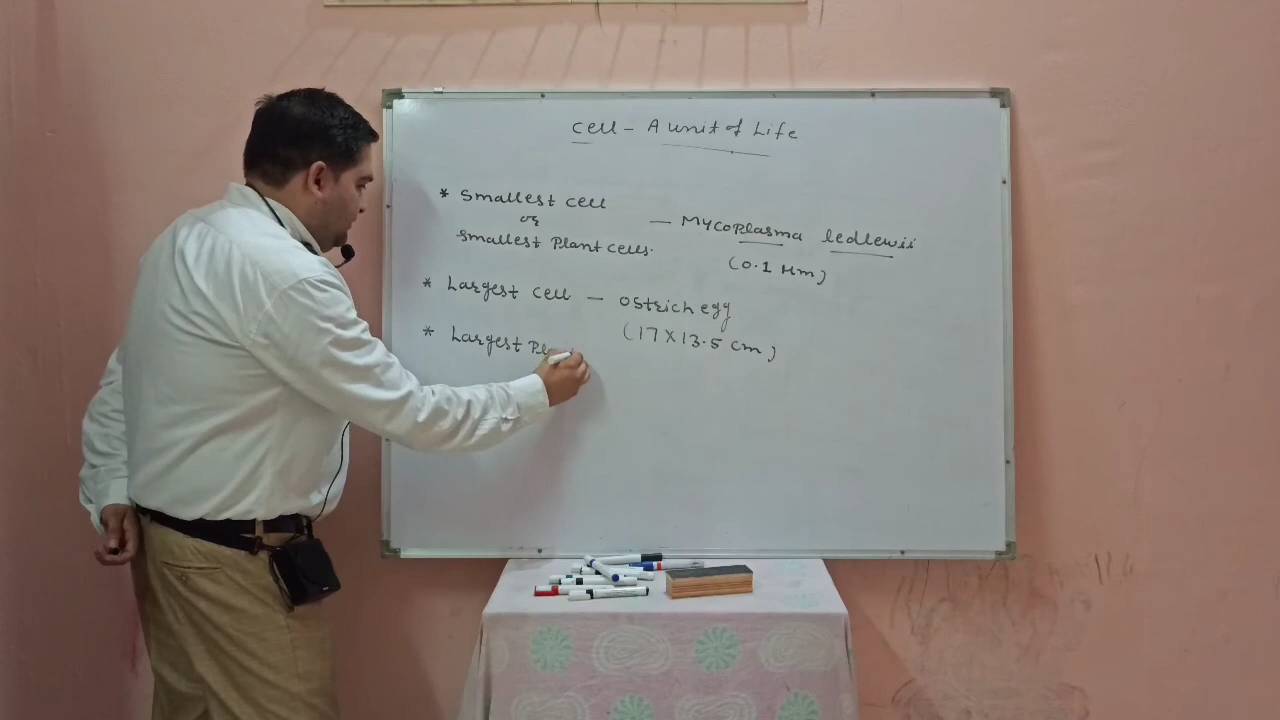 Cell - A unit of Life
* Smallest cell
or
Smallest Plant cells.
— Mycoplasma ledlewii
(0.1 μm)
* Largest cell — Ostrich egg
(17 X 13.5 cm)
* Largest